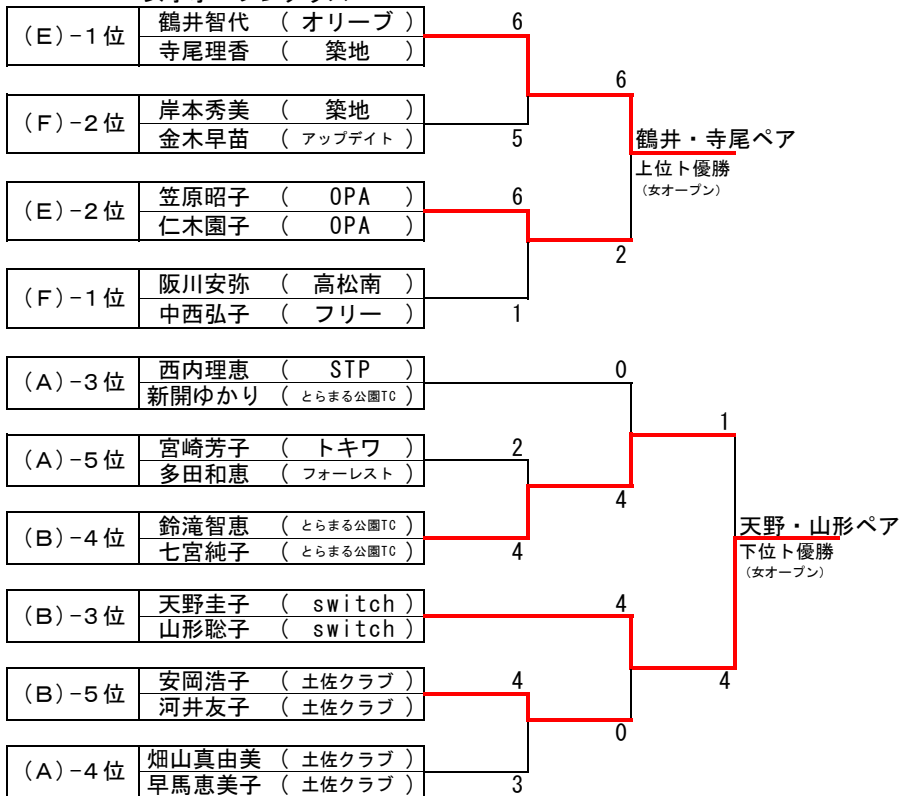 (E)-1位 鶴井智代 ( オリーブ ) 6
寺尾理香 ( 築地 )
6
(F)-2位 岸本秀美 ( 築地 )
金木早苗 ( アップデイト ) 5
鶴井・寺尾ペア
上位ト優勝
(女オープン)
(E)-2位 笠原昭子 ( OPA ) 6
仁木園子 ( OPA )
2
(F)-1位 阪川安弥 ( 高松南 )
中西弘子 ( フリー ) 1
(A)-3位 西内理恵 ( STP ) 0
新開ゆかり ( とらまる公園TC )
1
(A)-5位 宮崎芳子 ( トキワ ) 2
多田和恵 ( フォーレスト )
4
(B)-4位 鈴滝智恵 ( とらまる公園TC )
七宮純子 ( とらまる公園TC ) 4
天野・山形ペア
下位ト優勝
(女オープン)
(B)-3位 天野圭子 ( switch ) 4
山形聡子 ( switch )
(B)-5位 安岡浩子 ( 土佐クラブ ) 4
河井友子 ( 土佐クラブ )
4
0
(A)-4位 畑山真由美 ( 土佐クラブ )
早馬恵美子 ( 土佐クラブ ) 3